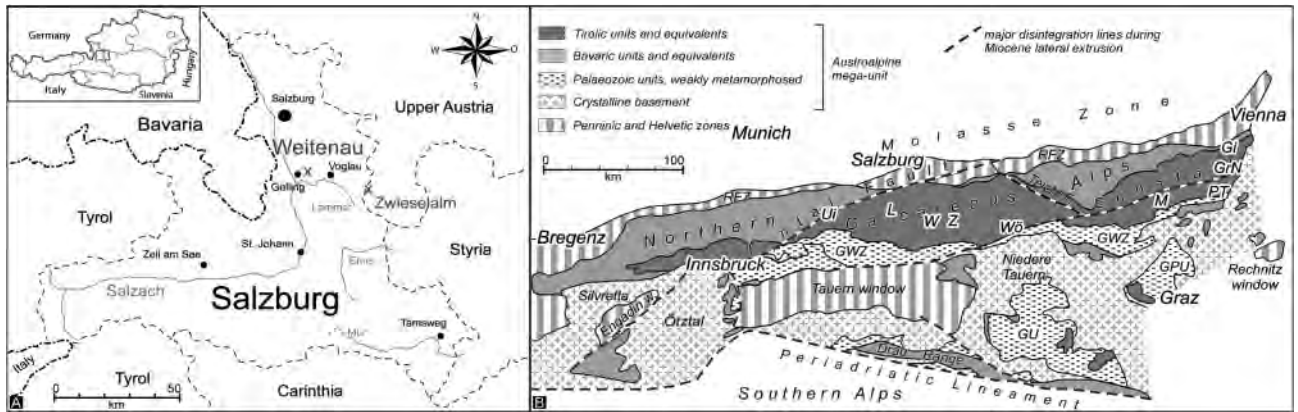 Germany
Italy
Slovenia
Hungary
N
W
O
S
Salzburg
Upper Austria
Bavaria
Weitenau
X
Voglau
Golling
Lammer
X
Zwieselalm
Tyrol
Styria
St. Johann
Zell am See
Enns
Salzach
Salzburg
Mur
Tamsweg
Italy
0 50
km
Tyrol
Carinthia
A
Tirolic units and equivalents
Bavaric units and equivalents
Palaeozoic units, weakly metamorphosed
Crystalline basement
Penninic and Helvetic zones
Austroalpine
mega-unit
major disintegration lines during
Miocene lateral extrusion
0 100
km
Munich
Molasse Zone
Vienna
Salzburg
RFZ
Fault
Gl
GrN
PT
M
RFZ
Northern Calcareous Alps
Ui
L
W Z
Wö
GWZ
Bregenz
Innsbruck
GWZ
Niedere
Tauern
GPU
Rechnitz
window
Graz
Silvretta
Engadin w.
Ötztal
Tauern window
GU
Drau Range
Periadriatic Lineament
Southern Alps
B